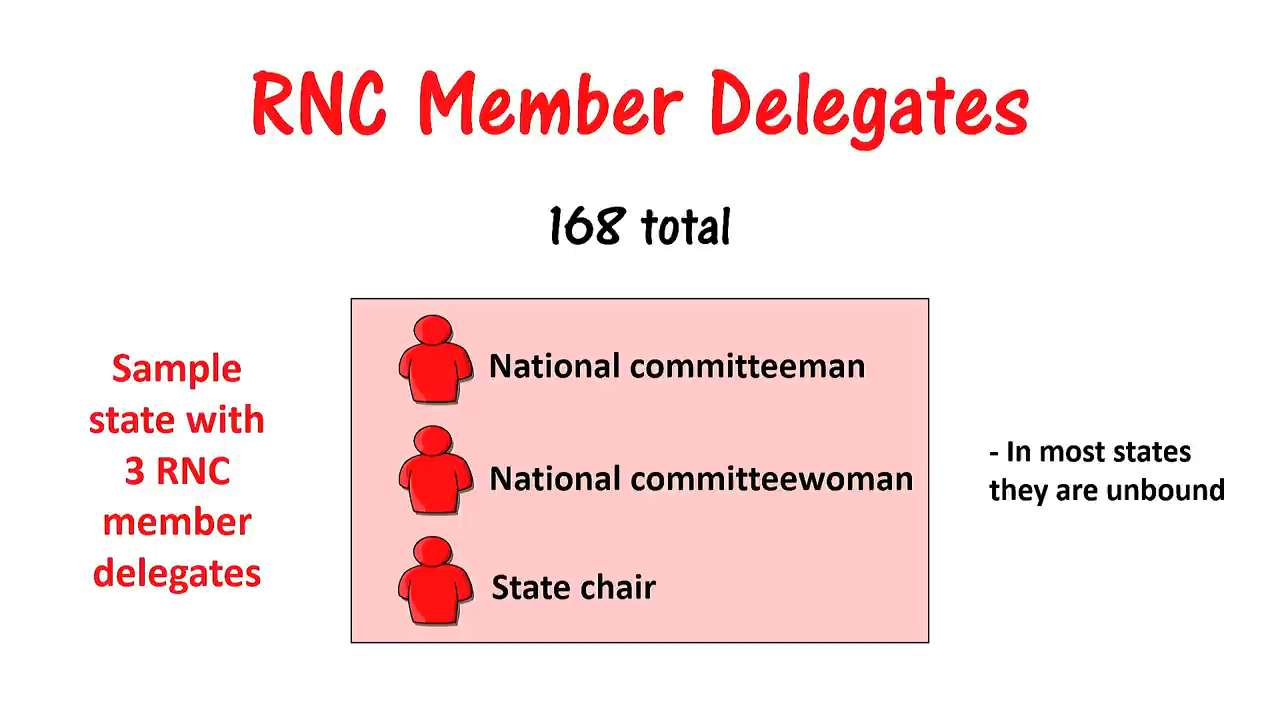 RNC Member Delegates
168 total
Sample
state with
3 RNC
member
delegates
National committeeman
National committeewoman
State chair
- In most states
they are unbound